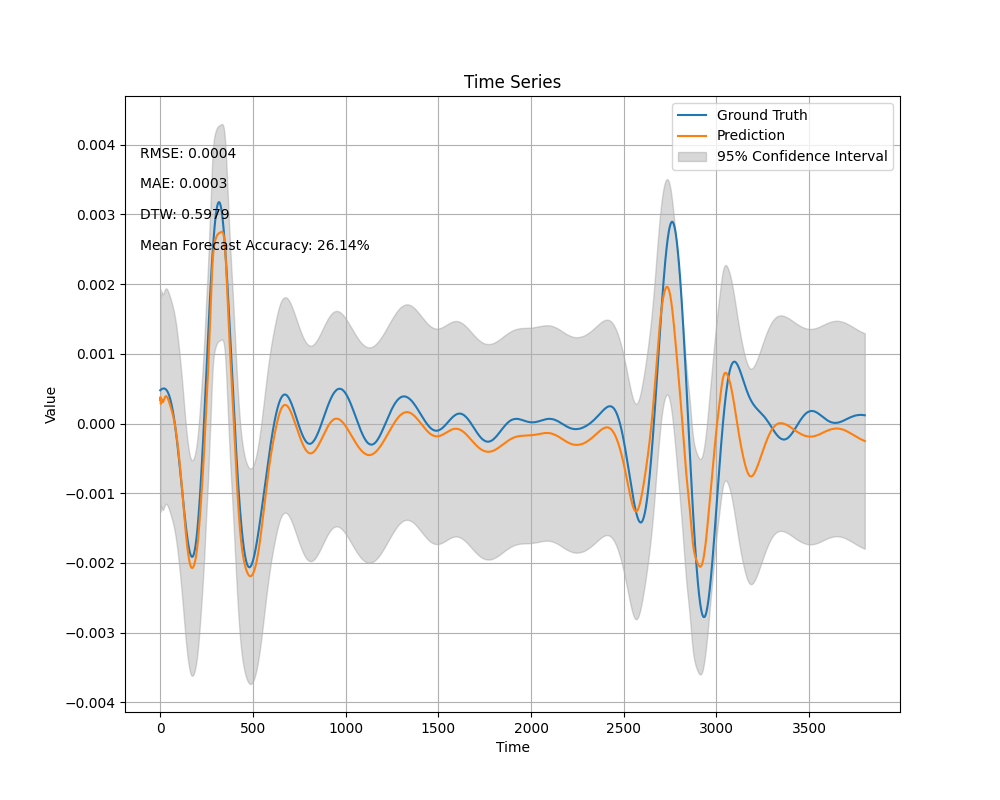 Time Series
Ground Truth
Prediction
95% Confidence Interval
RMSE: 0.0004
MAE: 0.0003
DTW: 0.5979
Mean Forecast Accuracy: 26.14%
Value
0.004
0.003
0.002
0.001
0.000
−0.001
−0.002
−0.003
−0.004
0 500 1000 1500 2000 2500 3000 3500
Time